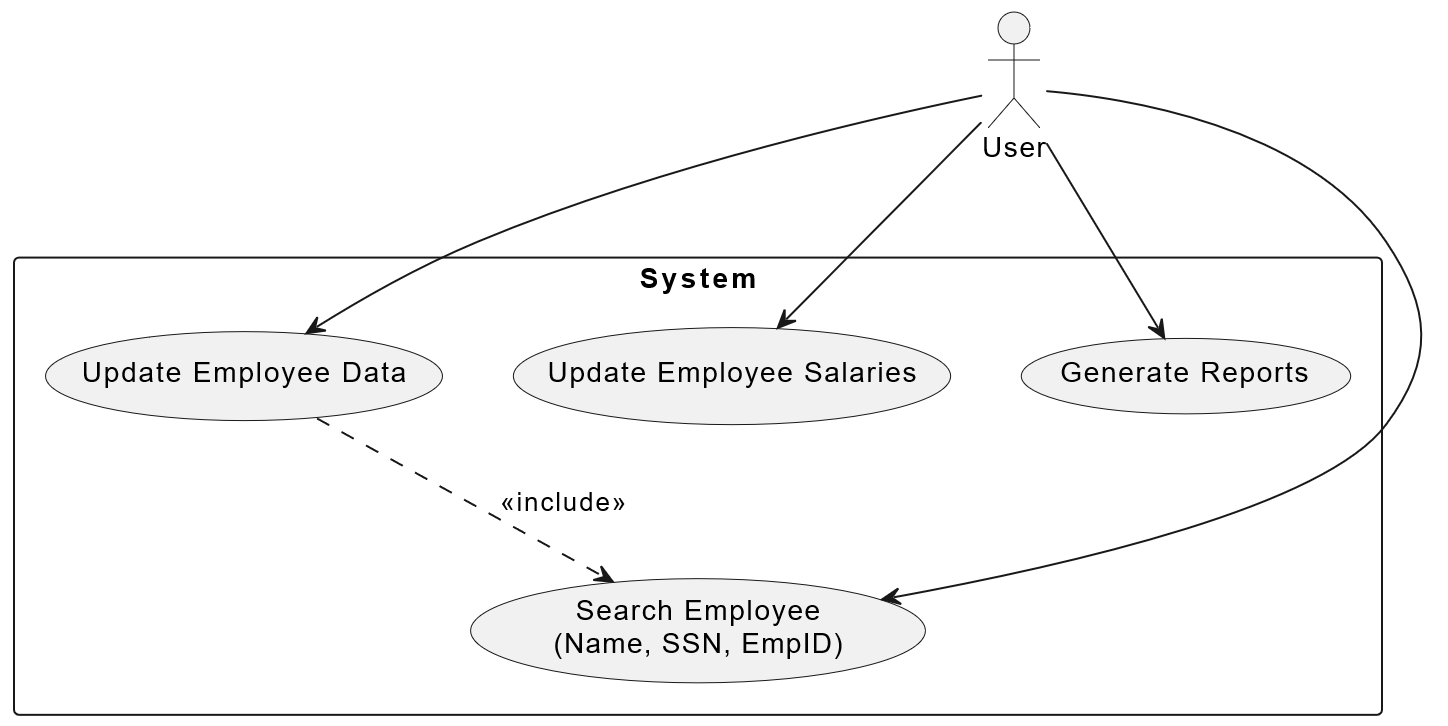 User
System
Update Employee Data
Update Employee Salaries
Generate Reports
«include»
Search Employee
(Name, SSN, EmpID)